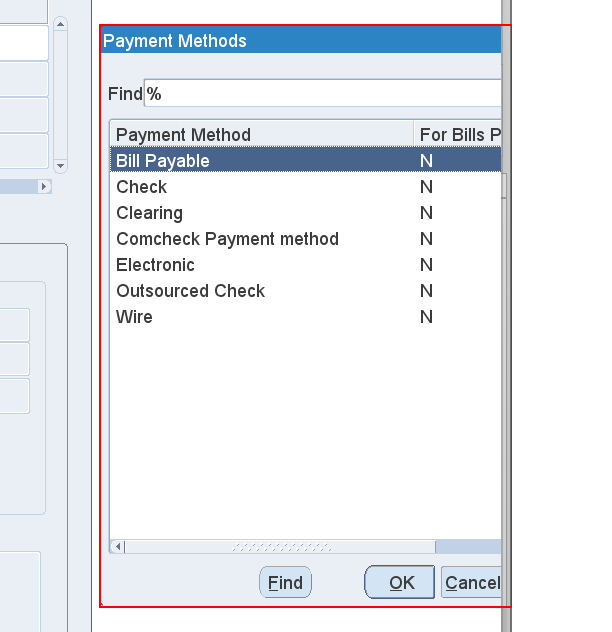 Payment Methods
Find %
Payment Method For Bills P
Bill Payable N
Check N
Clearing N
Comcheck Payment method N
Electronic N
Outsourced Check N
Wire N
Find OK Cancel